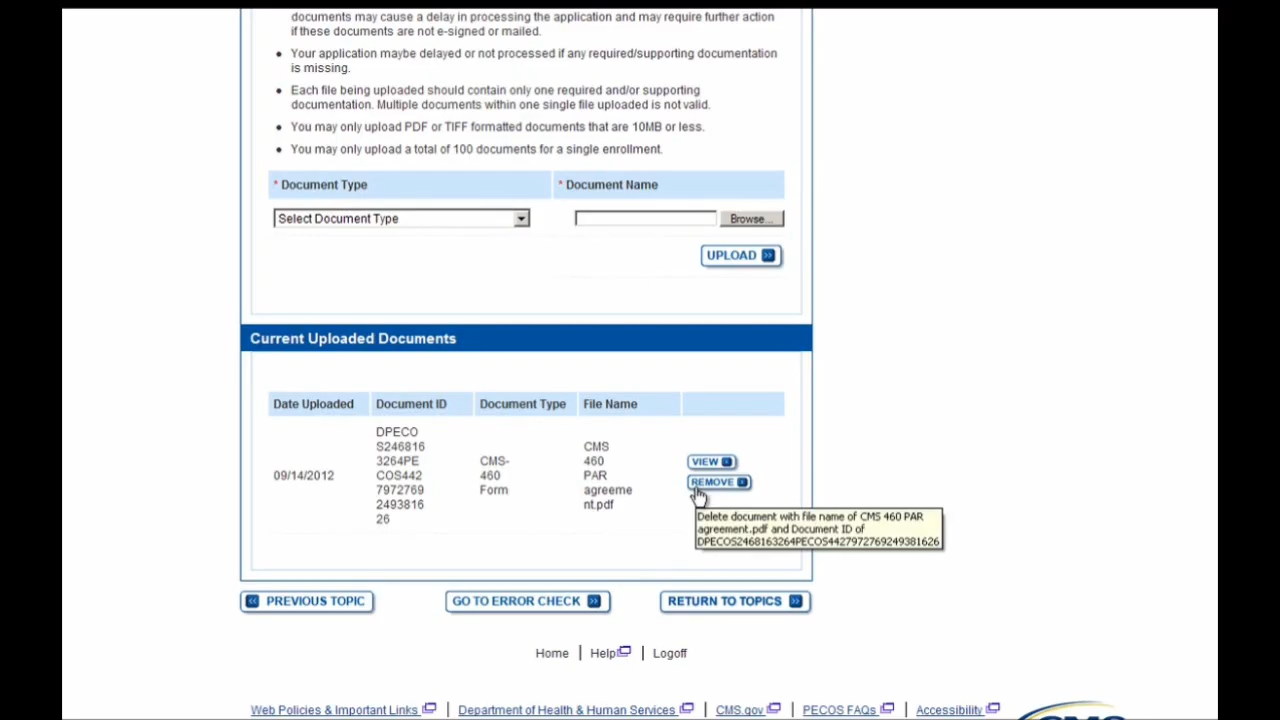 documents may cause a delay in processing the application and may require further action
if these documents are not e-signed or mailed.
Your application maybe delayed or not processed if any required/supporting documentation
is missing.
Each file being uploaded should contain only one required and/or supporting
documentation. Multiple documents within one single file uploaded is not valid.
You may only upload PDF or TIFF formatted documents that are 10MB or less.
You may only upload a total of 100 documents for a single enrollment.
* Document Type * Document Name
Select Document Type Browse...
UPLOAD
Current Uploaded Documents
Date Uploaded Document ID Document Type File Name
DPECO
S246816 CMS
3264PE CMS- 460 VIEW
09/14/2012 COS442 460 PAR REMOVE
7972769 Form agreeme
2493816 nt.pdf
26
Delete document with file name of CMS 460 PAR
agreement.pdf and Document ID of
DPECOS2468163264PECOS4427972769249381626
PREVIOUS TOPIC GO TO ERROR CHECK RETURN TO TOPICS
Home | Help | Logoff
Web Policies & Important Links | Department of Health & Human Services | CMS.gov | PECOS FAQs | Accessibility
CMS